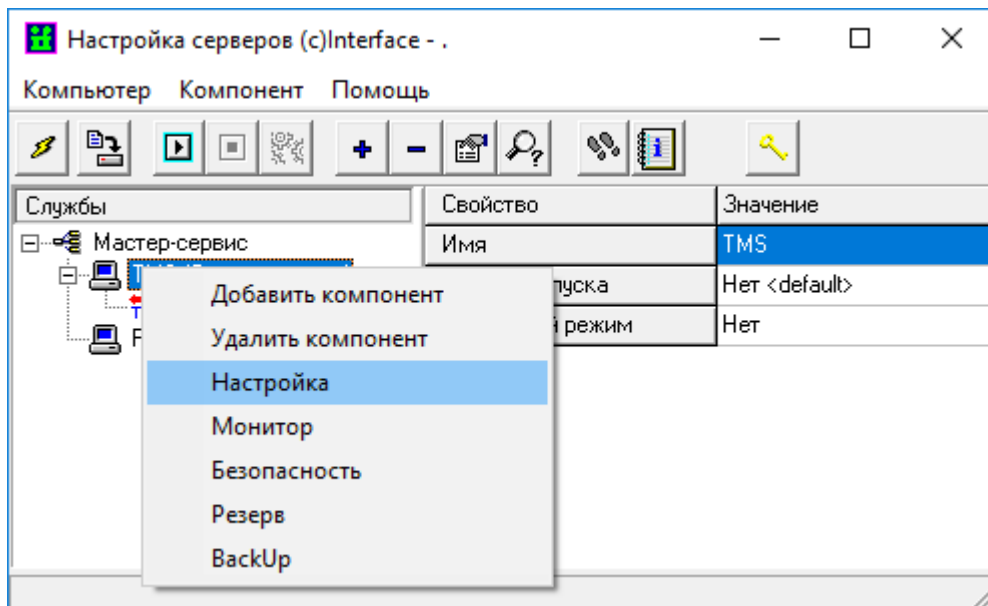 Настройка серверов (c)Interface - .
Компьютер Компонент Помощь
Службы
Свойство Значение
Мастер-сервис
Имя TMS
Нет <default>
режим Нет
Добавить компонент
Удалить компонент
Настройка
Монитор
Безопасность
Резерв
BackUp